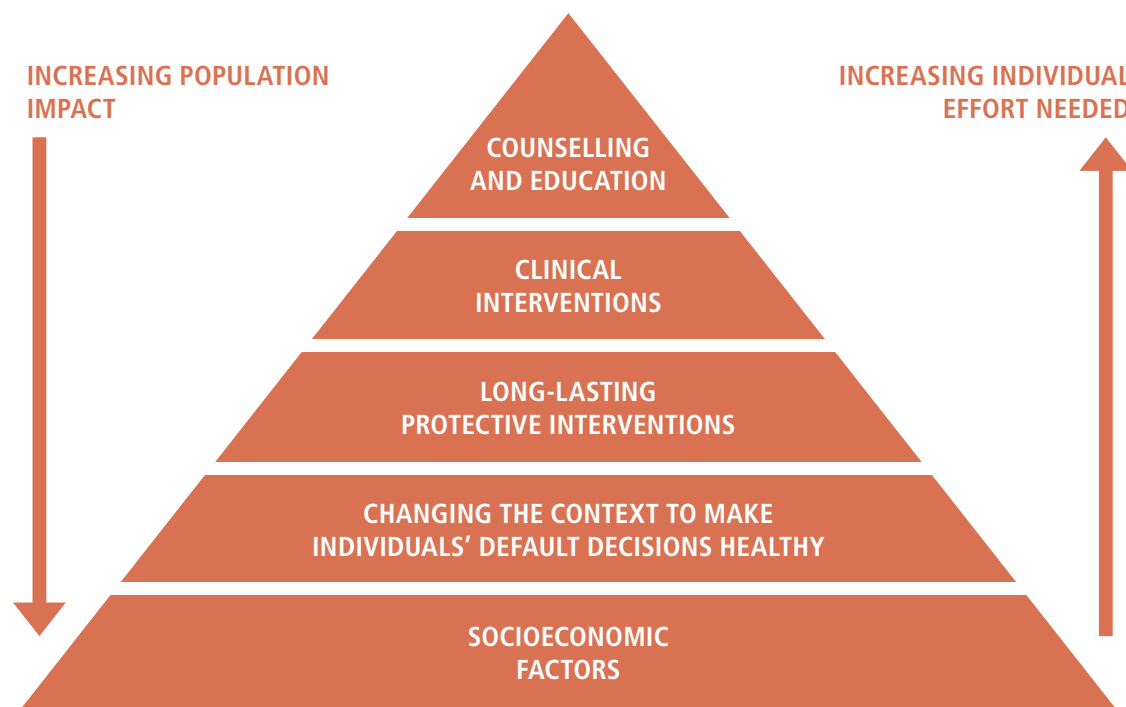 INCREASING POPULATION
IMPACT
INCREASING INDIVIDUAL
EFFORT NEEDED
COUNSELLING
AND EDUCATION
CLINICAL
INTERVENTIONS
LONG-LASTING
PROTECTIVE INTERVENTIONS
CHANGING THE CONTEXT TO MAKE
INDIVIDUALS’ DEFAULT DECISIONS HEALTHY
SOCIOECONOMIC
FACTORS